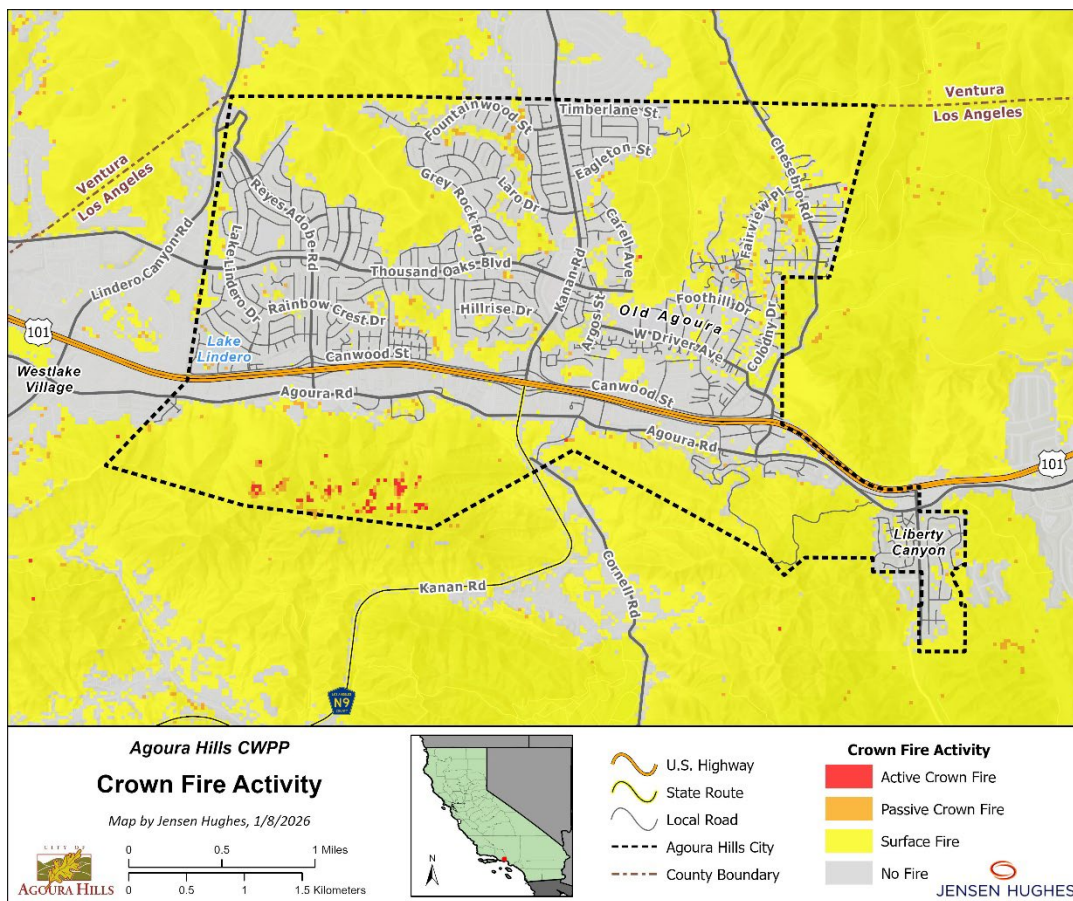 Ventura
Los Angeles
Ventura
Los Angeles
Fountainwood St
Timberlane St.
Eagleton St
Chesebro Rd
Reyes Adobe Rd
Grey Rock Rd
Laro Dr
Carell Ave
Fairview Pl
Lindero Canyon Rd
Lake Lindero Dr
Thousand Oaks Blvd
Kanan Rd
Rainbow Crest Dr
Hillrise Dr
Argos St
Old Agoura
Foothill Dr
W Driver Ave
Colodny Dr
101
Lake
Lindero
Canwood St
Westlake
Village
Agoura Rd
Canwood St
Agoura Rd
101
Liberty
Canyon
Kanan Rd
Cornell Rd
N9
Agoura Hills CWPP
Crown Fire Activity
Map by Jensen Hughes, 1/8/2026
CITY OF
AGOURA HILLS
0 0.5 1 Miles
0 0.5 1 1.5 Kilometers
N
U.S. Highway
State Route
Local Road
Agoura Hills City
County Boundary
Crown Fire Activity
Active Crown Fire
Passive Crown Fire
Surface Fire
No Fire
JENSEN HUGHES